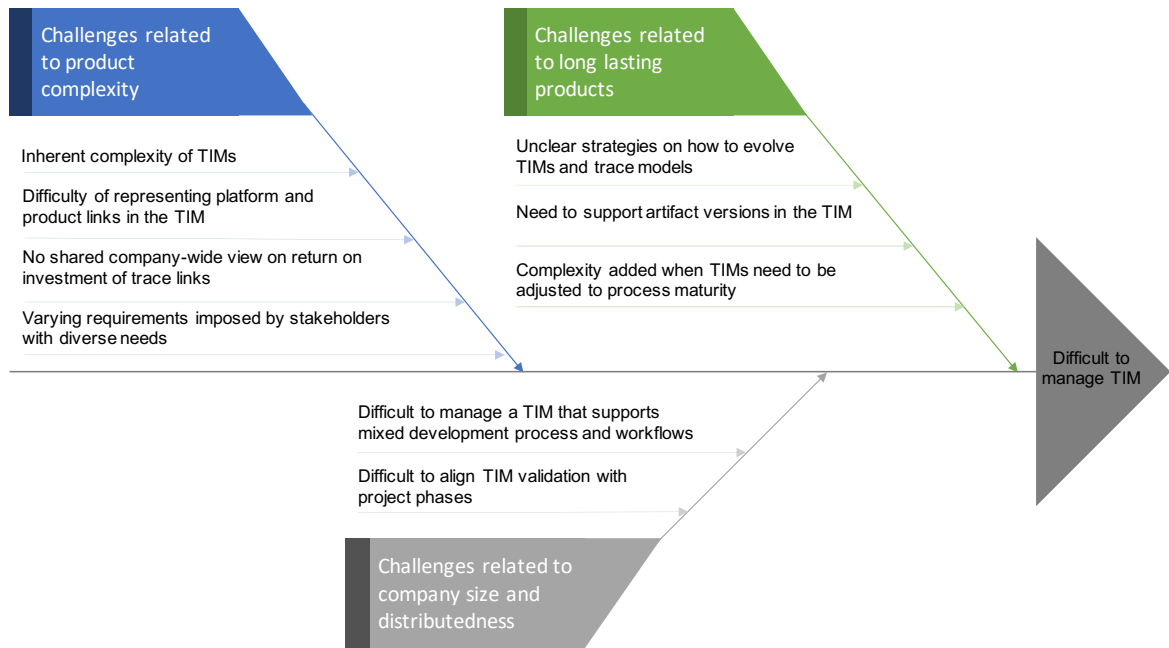 Challenges related
to product
complexity
Inherent complexity of TIMs
Difficulty of representing platform and
product links in the TIM
No shared company-wide view on return on
investment of trace links
Varying requirements imposed by stakeholders
with diverse needs
Challenges related
to long lasting
products
Unclear strategies on how to evolve
TIMs and trace models
Need to support artifact versions in the TIM
Complexity added when TIMs need to be
adjusted to process maturity
Difficult to
manage TIM
Difficult to manage a TIM that supports
mixed development process and workflows
Difficult to align TIM validation with
project phases
Challenges related to
company size and
distributedness